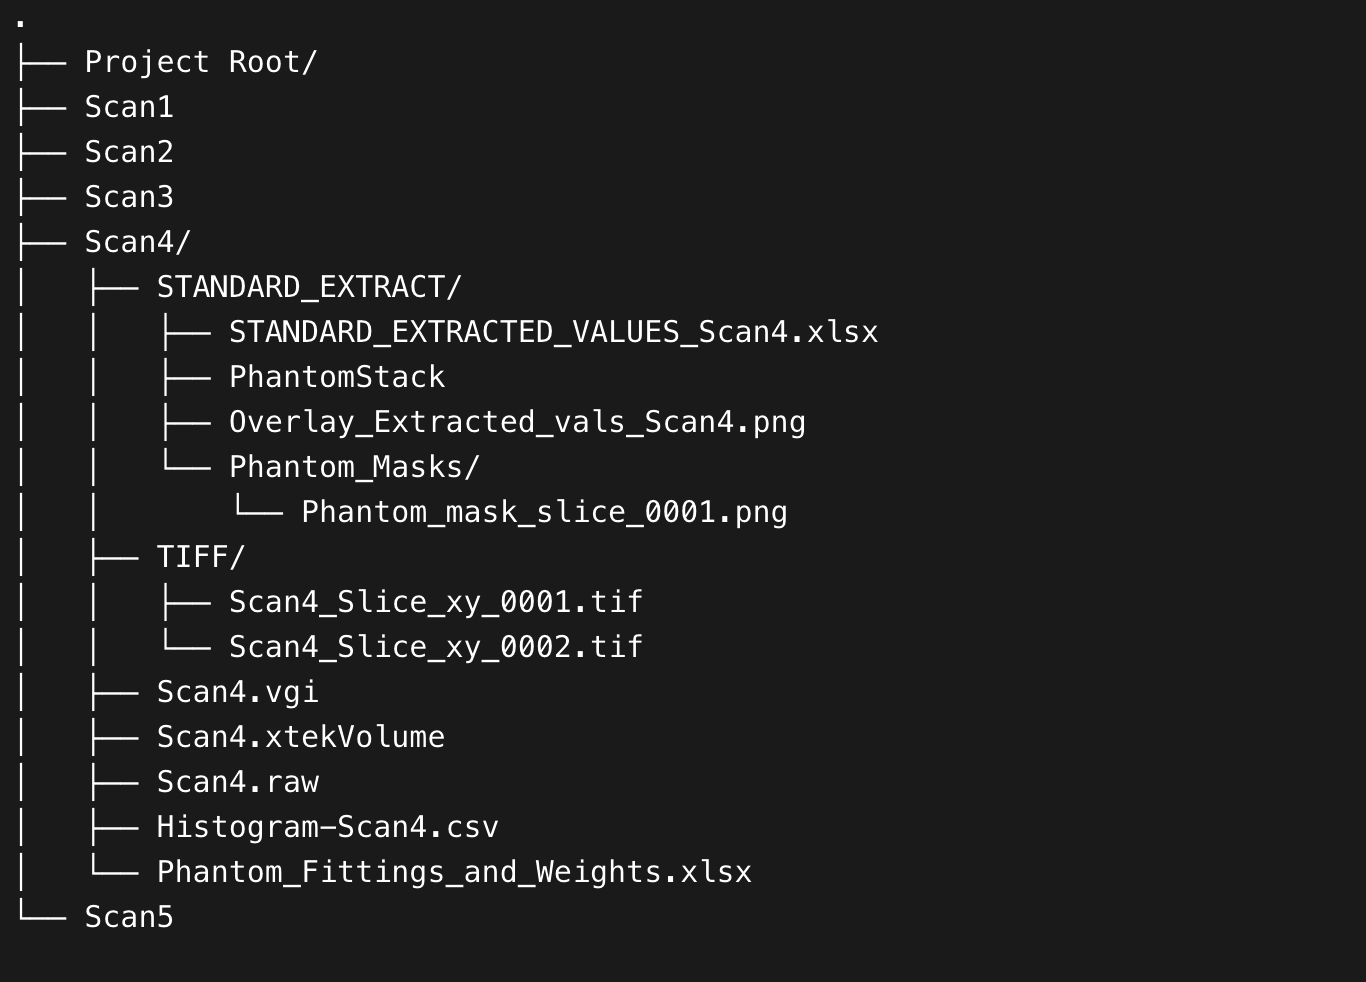 .
├── Project Root/
├── Scan1
├── Scan2
├── Scan3
├── Scan4/
│   ├── STANDARD_EXTRACT/
│   │   ├── STANDARD_EXTRACTED_VALUES_Scan4.xlsx
│   │   ├── PhantomStack
│   │   ├── Overlay_Extracted_vals_Scan4.png
│   │   └── Phantom_Masks/
│   │       └── Phantom_mask_slice_0001.png
│   ├── TIFF/
│   │   ├── Scan4_Slice_xy_0001.tif
│   │   └── Scan4_Slice_xy_0002.tif
│   ├── Scan4.vgi
│   ├── Scan4.xtekVolume
│   ├── Scan4.raw
│   ├── Histogram-Scan4.csv
│   └── Phantom_Fittings_and_Weights.xlsx
└── Scan5